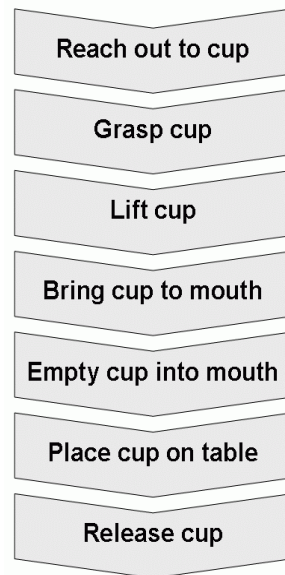 Reach out to cup
Grasp cup
Lift cup
Bring cup to mouth
Empty cup into mouth
Place cup on table
Release cup